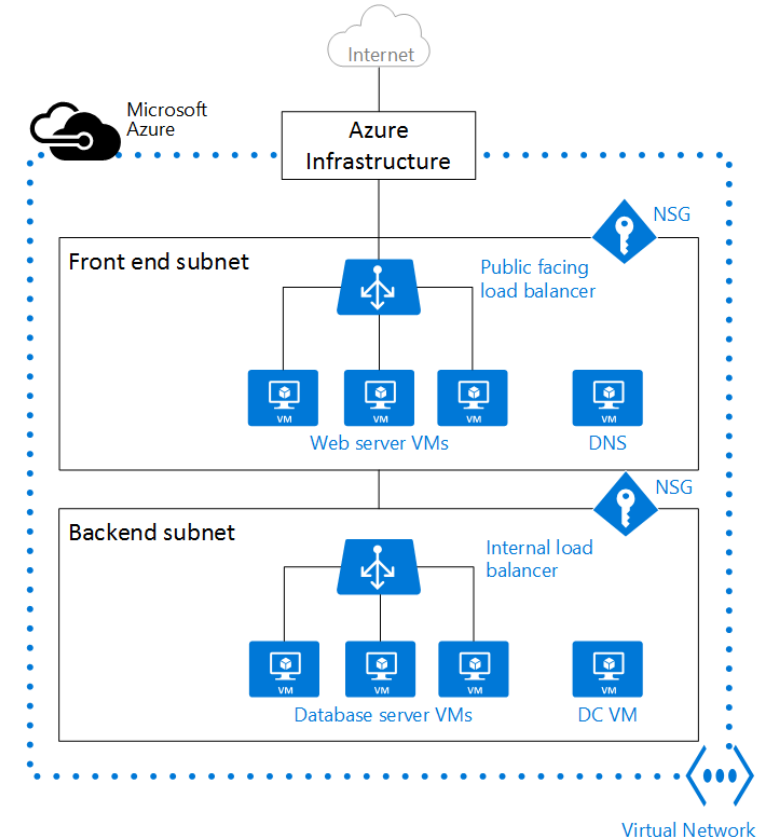 Internet
Microsoft
Azure
Azure
Infrastructure
NSG
Front end subnet
Public facing
load balancer
VM
VM
VM
VM
Web server VMs
DNS
NSG
Backend subnet
Internal load
balancer
VM
VM
VM
VM
Database server VMs
DC VM
Virtual Network